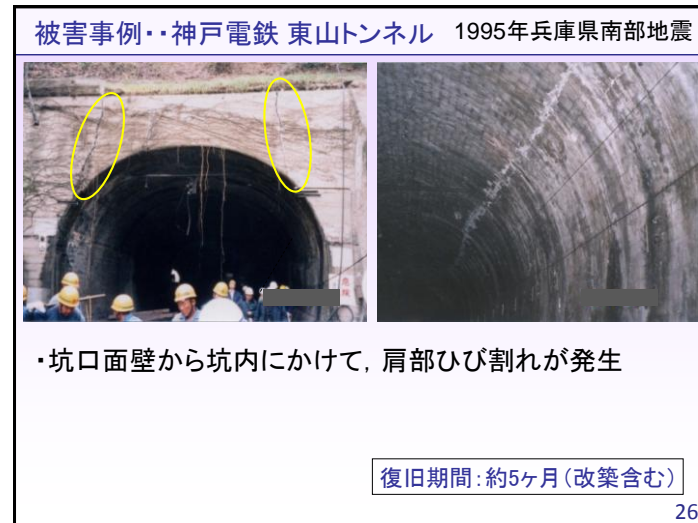 被害事例・・神戸電鉄 東山トンネル 1995年兵庫県南部地震
・坑口面壁から坑内にかけて，肩部ひび割れが発生
復旧期間：約5ヶ月（改築含む）
26